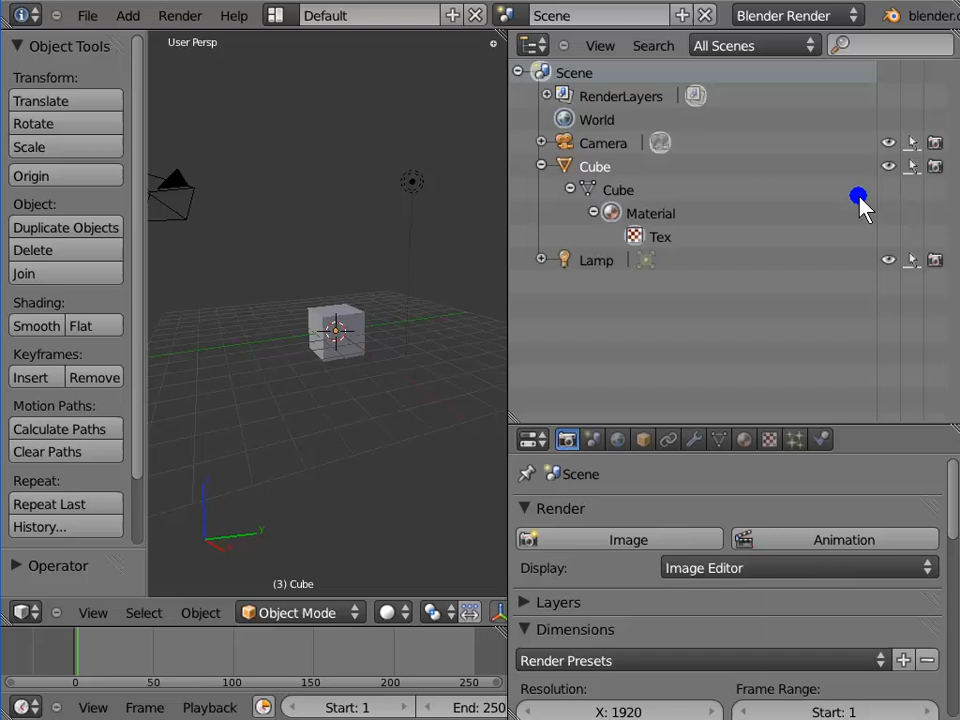 File Add Render Help Default Scene Blender Render blender.
Object Tools
Transform:
Translate
Rotate
Scale
Origin
Object:
Duplicate Objects
Delete
Join
Shading:
Smooth Flat
Keyframes:
Insert Remove
Motion Paths:
Calculate Paths
Clear Paths
Repeat:
Repeat Last
History...
Operator
User Persp
z
y
x
(3) Cube
View Select Object Object Mode
0 50 100 150 200 250
View Frame Playback Start: 1 End: 250
View Search All Scenes
Scene
RenderLayers
World
Camera
Cube
Cube
Material
Tex
Lamp
Scene
Render
Image Animation
Display: Image Editor
Layers
Dimensions
Render Presets
Resolution: Frame Range:
X: 1920 Start: 1